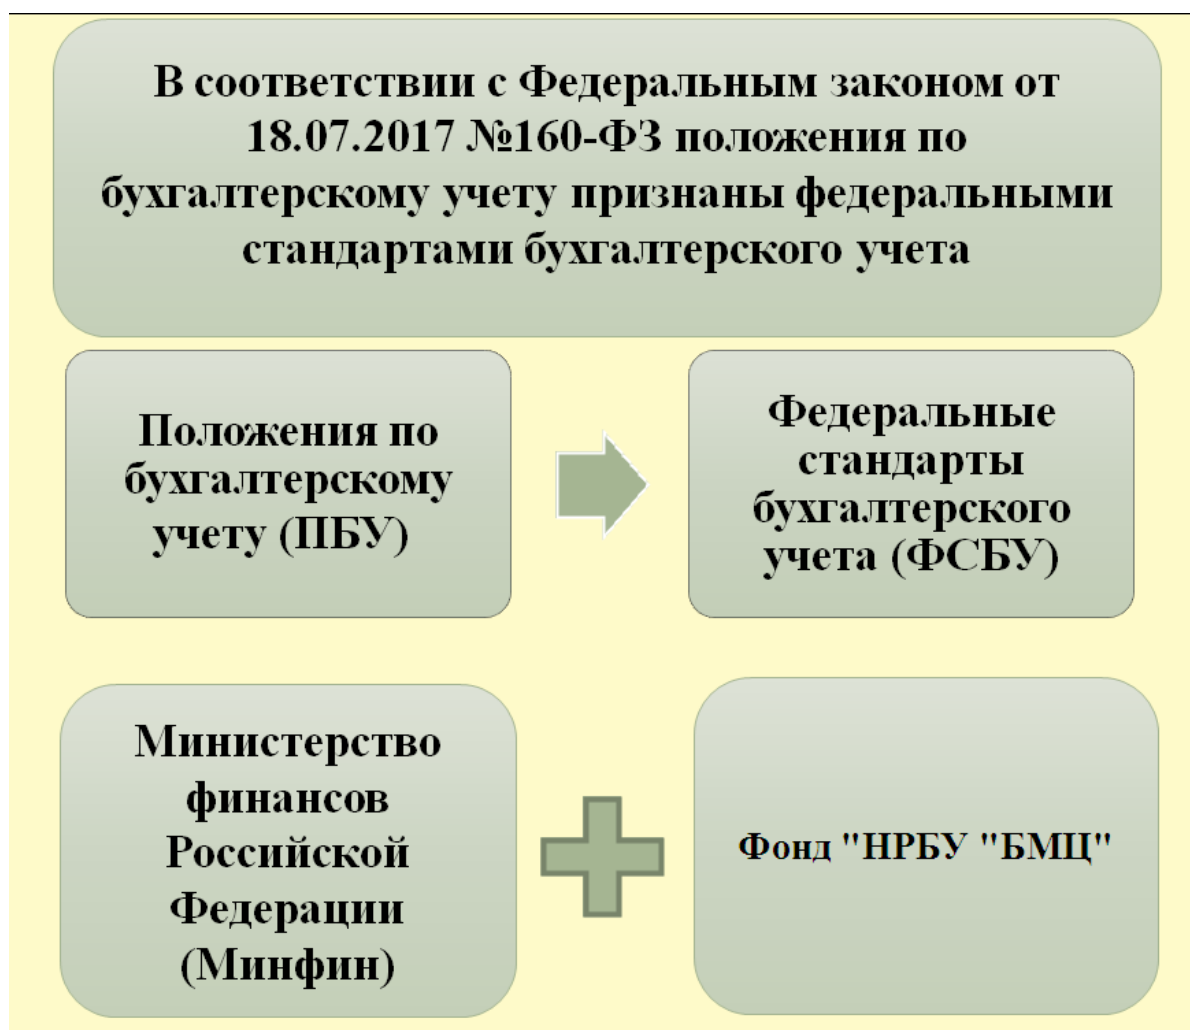 В соответствии с Федеральным законом от
18.07.2017 №160-ФЗ положения по
бухгалтерскому учету признаны федеральными
стандартами бухгалтерского учета
Положения по
бухгалтерскому
учету (ПБУ)
Федеральные
стандарты
бухгалтерского
учета (ФСБУ)
Министерство
финансов
Российской
Федерации
(Минфин)
Фонд "НРБУ "БМЦ"